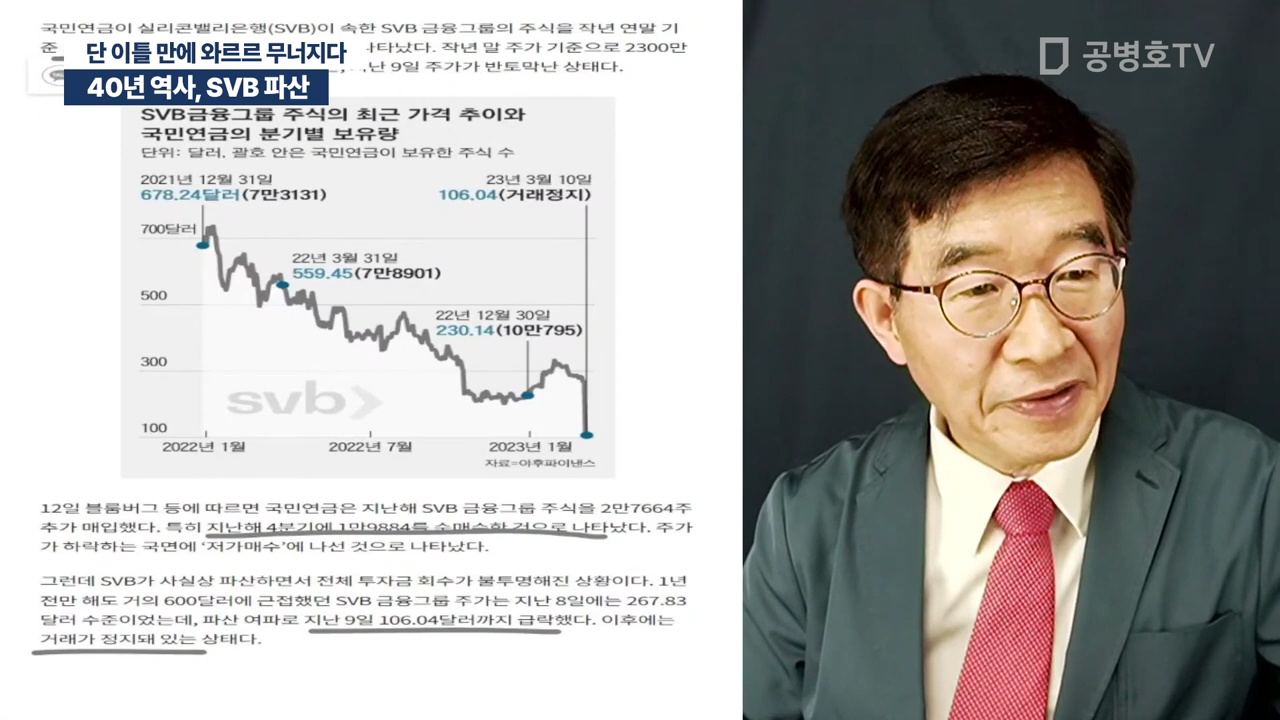 국민연금이 실리콘밸리은행(SVB)이 속한 SVB 금융그룹의 주식을 작년 연말 기
준
나타났다. 작년 말 주가 기준으로 2300만
지난 9일 주가가 반토막난 상태다.
단 이틀 만에 와르르 무너지다
40년 역사, SVB 파산
공병호TV
SVB금융그룹 주식의 최근 가격 추이와
국민연금의 분기별 보유량
단위: 달러, 괄호 안은 국민연금이 보유한 주식 수
2021년 12월 31일
678.24달러(7만3131)
23년 3월 10일
106.04(거래정지)
700달러
22년 3월 31일
559.45(7만8901)
500
22년 12월 30일
230.14(10만795)
300
svb
100
2022년 1월
2022년 7월
2023년 1월
자료=야후파이낸스
12일 블룸버그 등에 따르면 국민연금은 지난해 SVB 금융그룹 주식을 2만7664주
추가 매입했다. 특히 지난해 4분기에 1만9884를 순매수한 것으로 나타났다. 주가
가 하락하는 국면에 ‘저가매수’에 나선 것으로 나타났다.
그런데 SVB가 사실상 파산하면서 전체 투자금 회수가 불투명해진 상황이다. 1년
전만 해도 거의 600달러에 근접했던 SVB 금융그룹 주가는 지난 8일에는 267.83
달러 수준이었는데, 파산 여파로 지난 9일 106.04달러까지 급락했다. 이후에는
거래가 정지돼 있는 상태다.